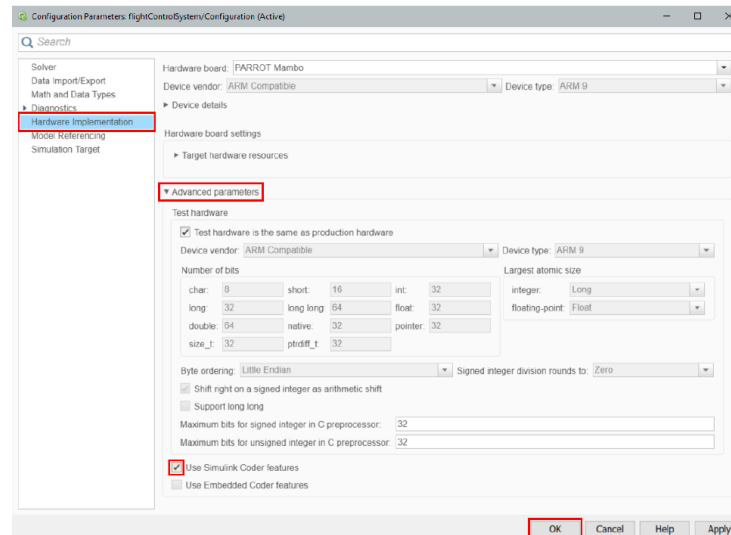 Configuration Parameters: flightControlSystem/Configuration (Active)
Search
Solver
Data Import/Export
Math and Data Types
Diagnostics
Hardware Implementation
Model Referencing
Simulation Target
Hardware board: PARROT Mambo
Device vendor: ARM Compatible Device type: ARM 9
Device details
Hardware board settings
Target hardware resources
Advanced parameters
Test hardware
Test hardware is the same as production hardware
Device vendor: ARM Compatible Device type: ARM 9
Number of bits Largest atomic size
char: 8 short: 16 int: 32 integer: Long
long: 32 long long: 64 float: 32 floating-point: Float
double: 64 native: 32 pointer: 32
size_t: 32 ptrdiff_t: 32
Byte ordering: Little Endian Signed integer division rounds to: Zero
Shift right on a signed integer as arithmetic shift
Support long long
Maximum bits for signed integer in C preprocessor: 32
Maximum bits for unsigned integer in C preprocessor: 32
Use Simulink Coder features
Use Embedded Coder features
OK Cancel Help Apply